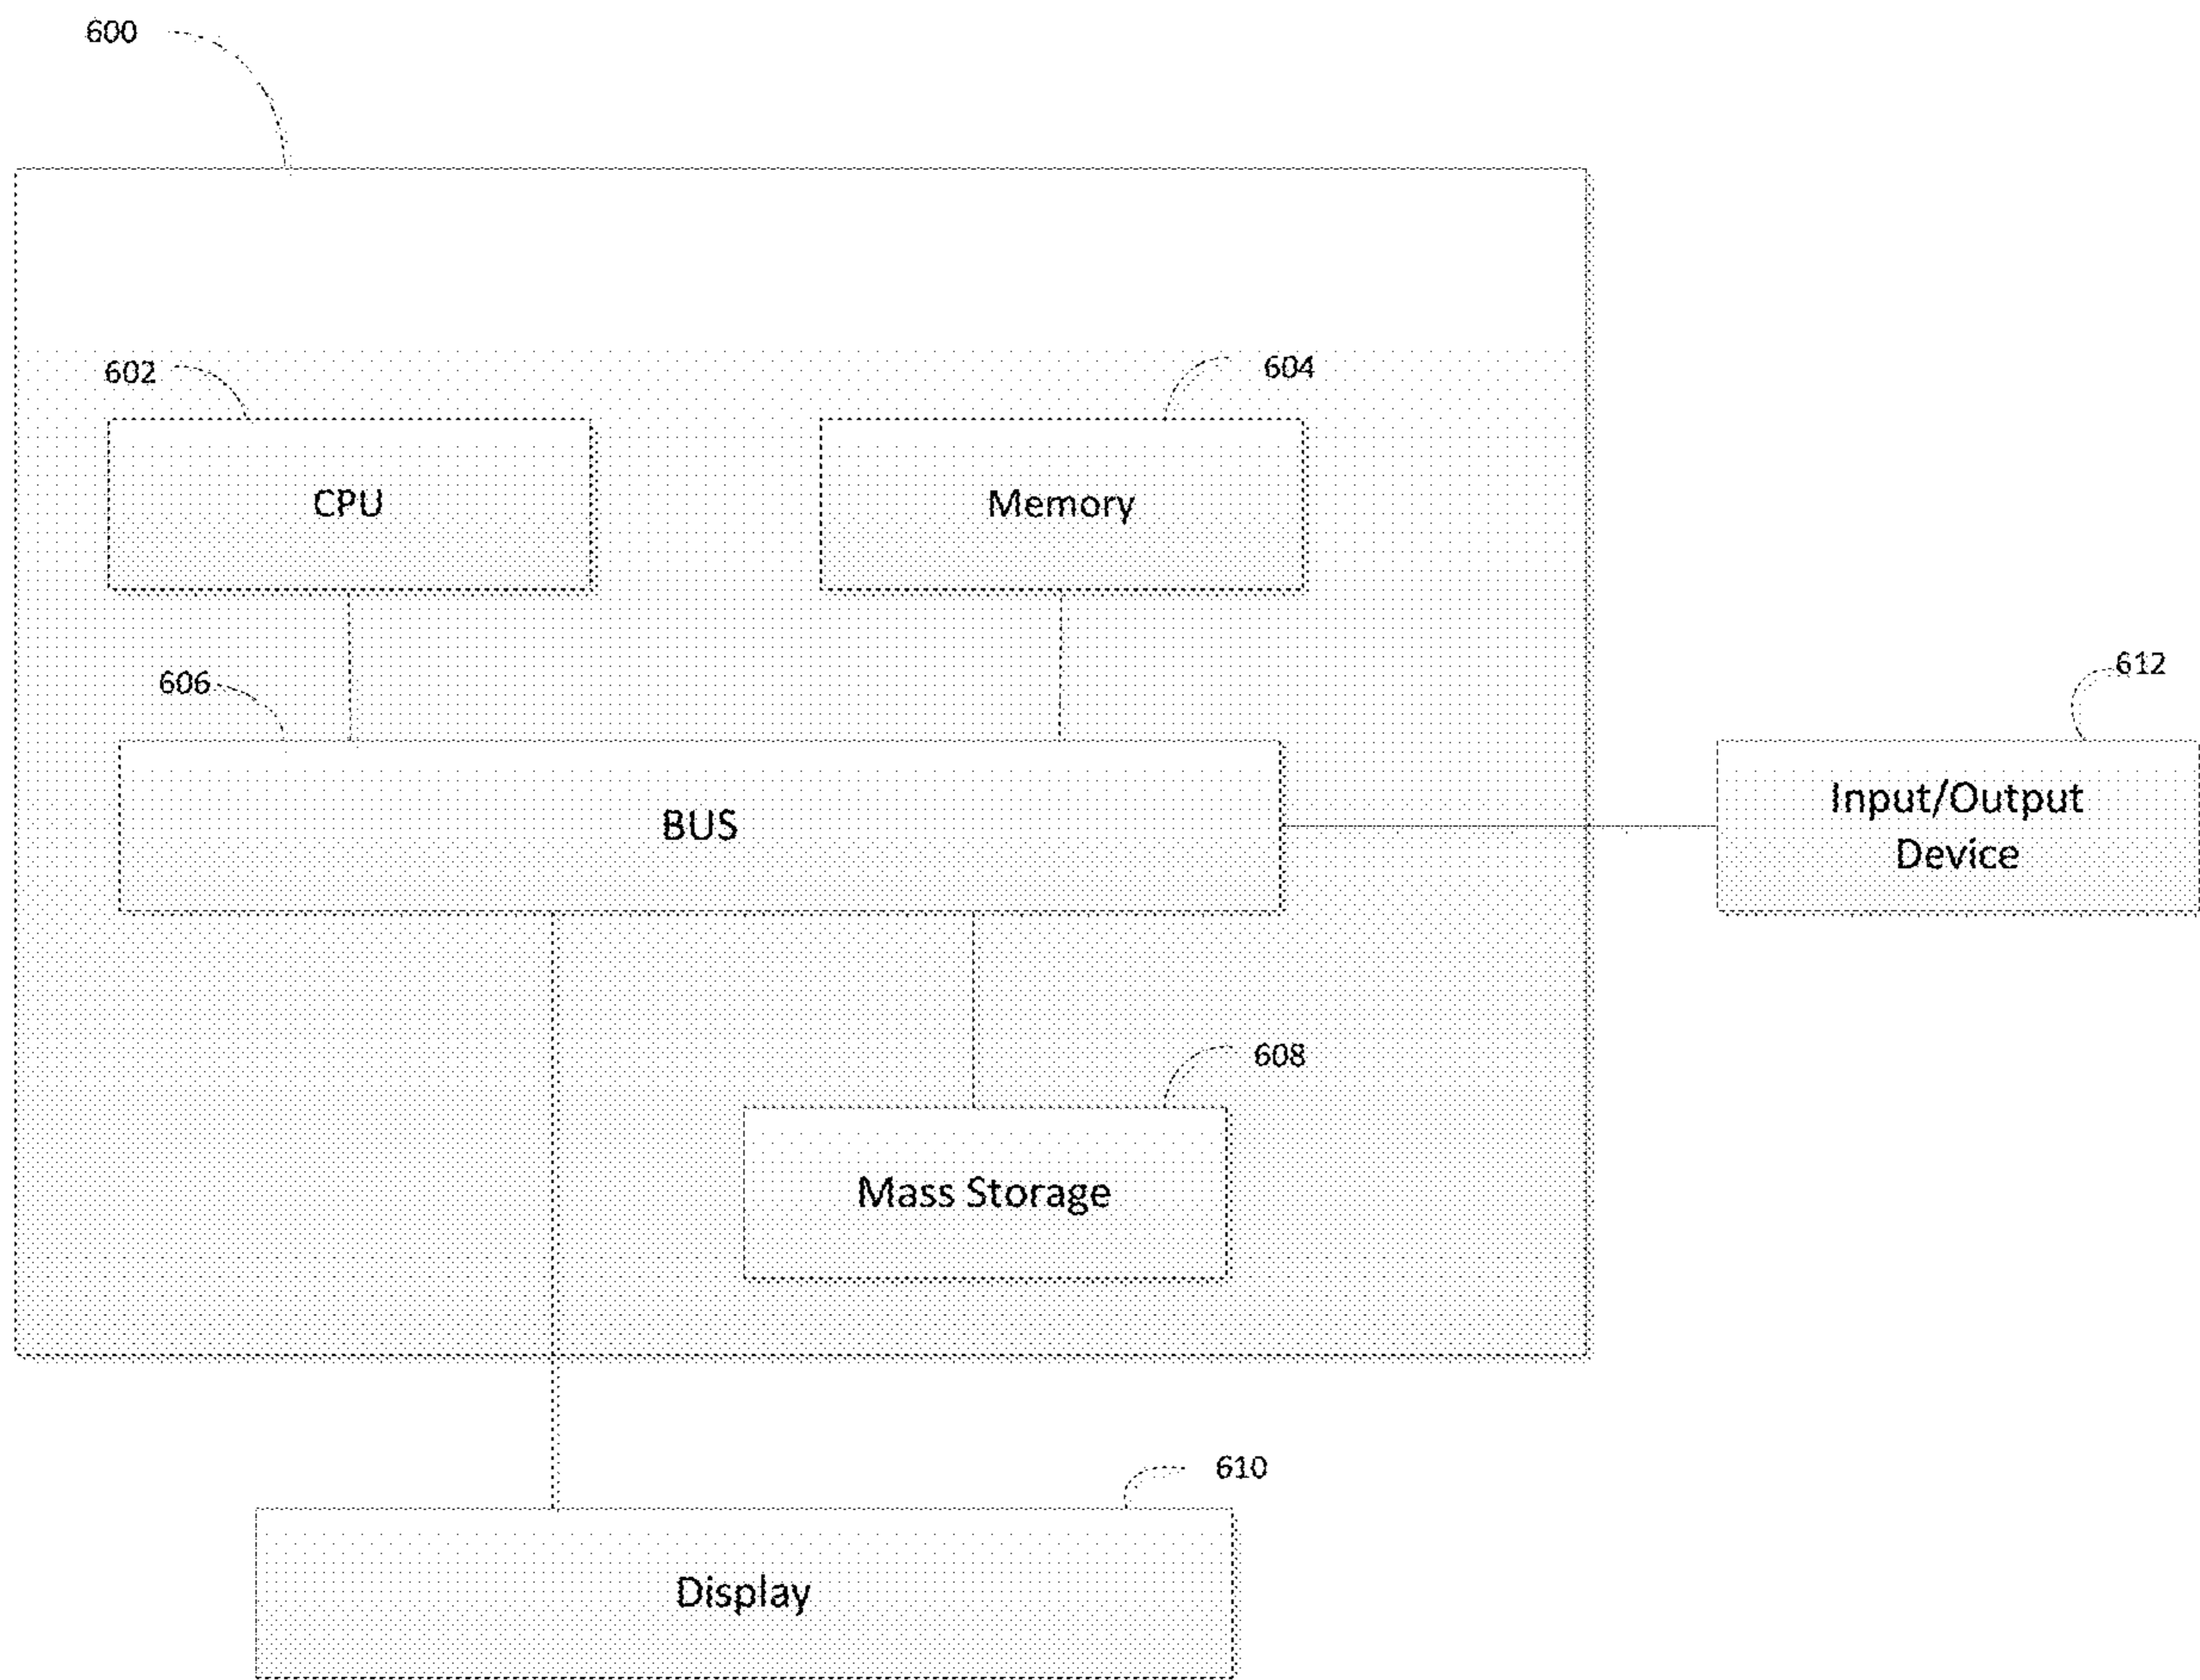 600
602
604
CPU
Memory
606
612
BUS
Input/Output
Device
608
Mass Storage
610
Display